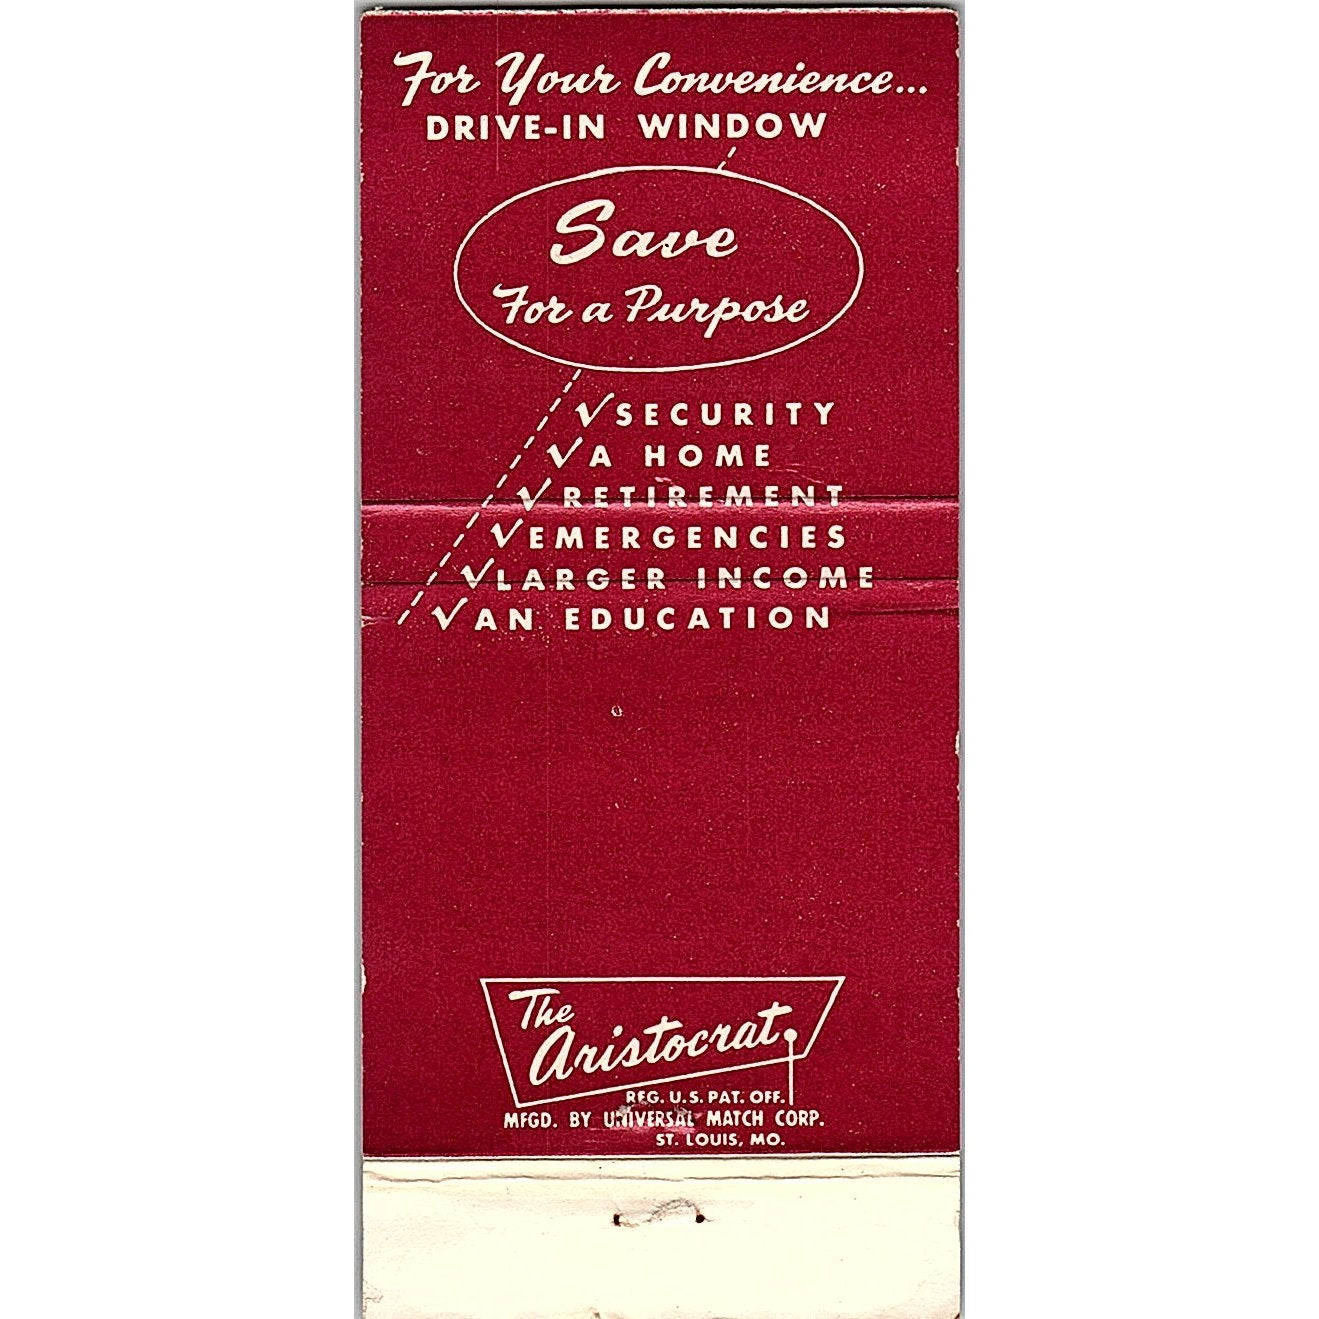 For Your Convenience...
DRIVE-IN WINDOW
Save
For a Purpose
✓ SECURITY
✓ A HOME
✓ RETIREMENT
✓ EMERGENCIES
✓ LARGER INCOME
✓ AN EDUCATION
The
Aristocrat
REG. U.S. PAT. OFF.
MFGD. BY UNIVERSAL MATCH CORP.
ST. LOUIS, MO.